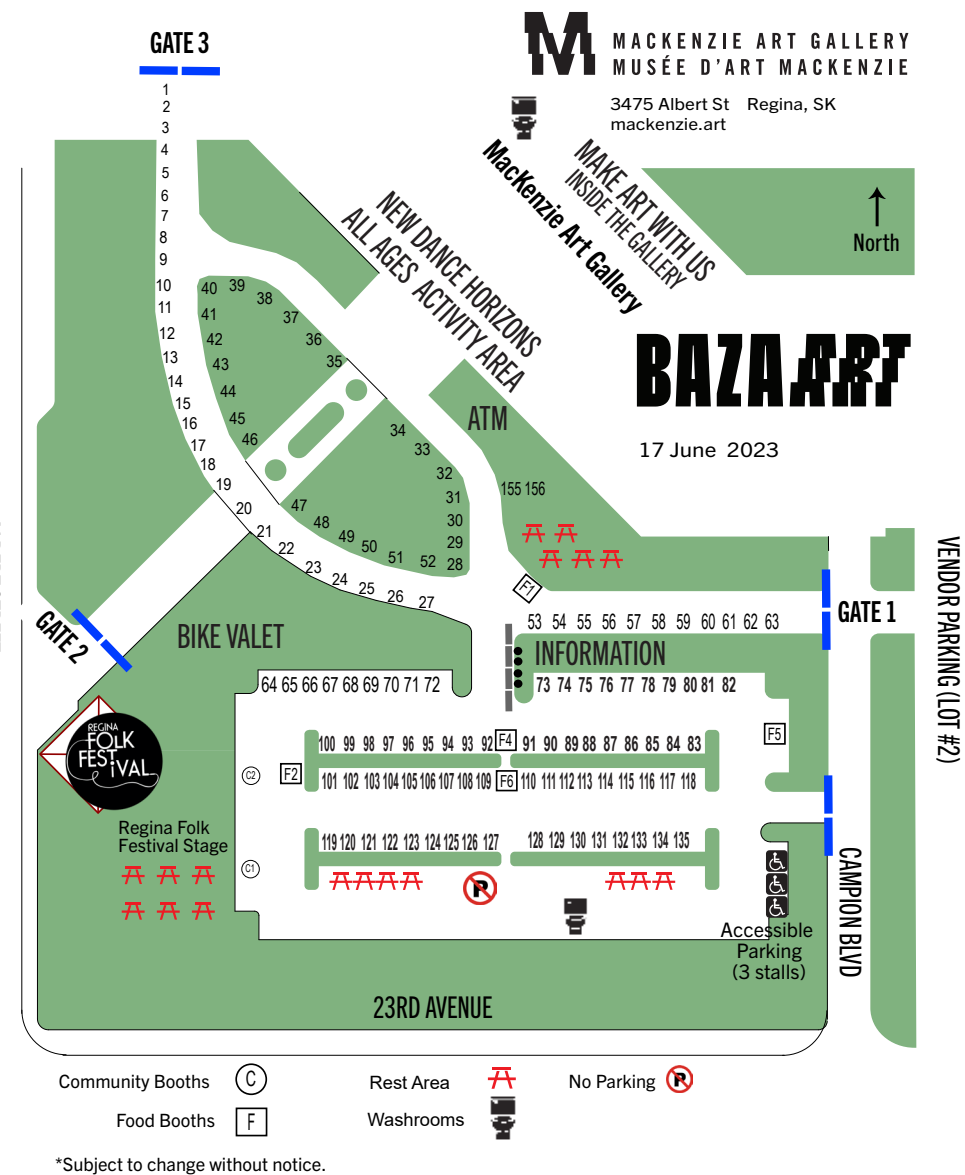 GATE 3
MACKENZIE ART GALLERY
MUSÉE D'ART MACKENZIE
3475 Albert St Regina, SK
mackenzie.art
MacKenzie Art Gallery
MAKE ART WITH US
INSIDE THE GALLERY
North
NEW DANCE HORIZONS
ALL AGES ACTIVITY AREA
BAZAART
17 June 2023
1
2
3
4
5
6
7
8
9
10
11
12
13
14
15
16
17
18
19
20
21
22
23
24
25
26
27
40 39 38 37 36 35
41
42
43
44
45
46
34
33
32
31
30
29
28
47 48 49 50 51 52
ATM
155 156
F1
GATE 2
BIKE VALET
53 54 55 56 57 58 59 60 61 62 63
GATE 1
VENDOR PARKING (LOT #2)
INFORMATION
64 65 66 67 68 69 70 71 72
73 74 75 76 77 78 79 80 81 82
REGINA
FOLK
FESTIVAL
Regina Folk
Festival Stage
100 99 98 97 96 95 94 93 92 F4 91 90 89 88 87 86 85 84 83
F5
C2
F2
101 102 103 104 105 106 107 108 109 F6 110 111 112 113 114 115 116 117 118
119 120 121 122 123 124 125 126 127
128 129 130 131 132 133 134 135
C1
P
Accessible
Parking
(3 stalls)
CAMPION BLVD
23RD AVENUE
Community Booths C
Rest Area
No Parking P
Food Booths F
Washrooms
*Subject to change without notice.